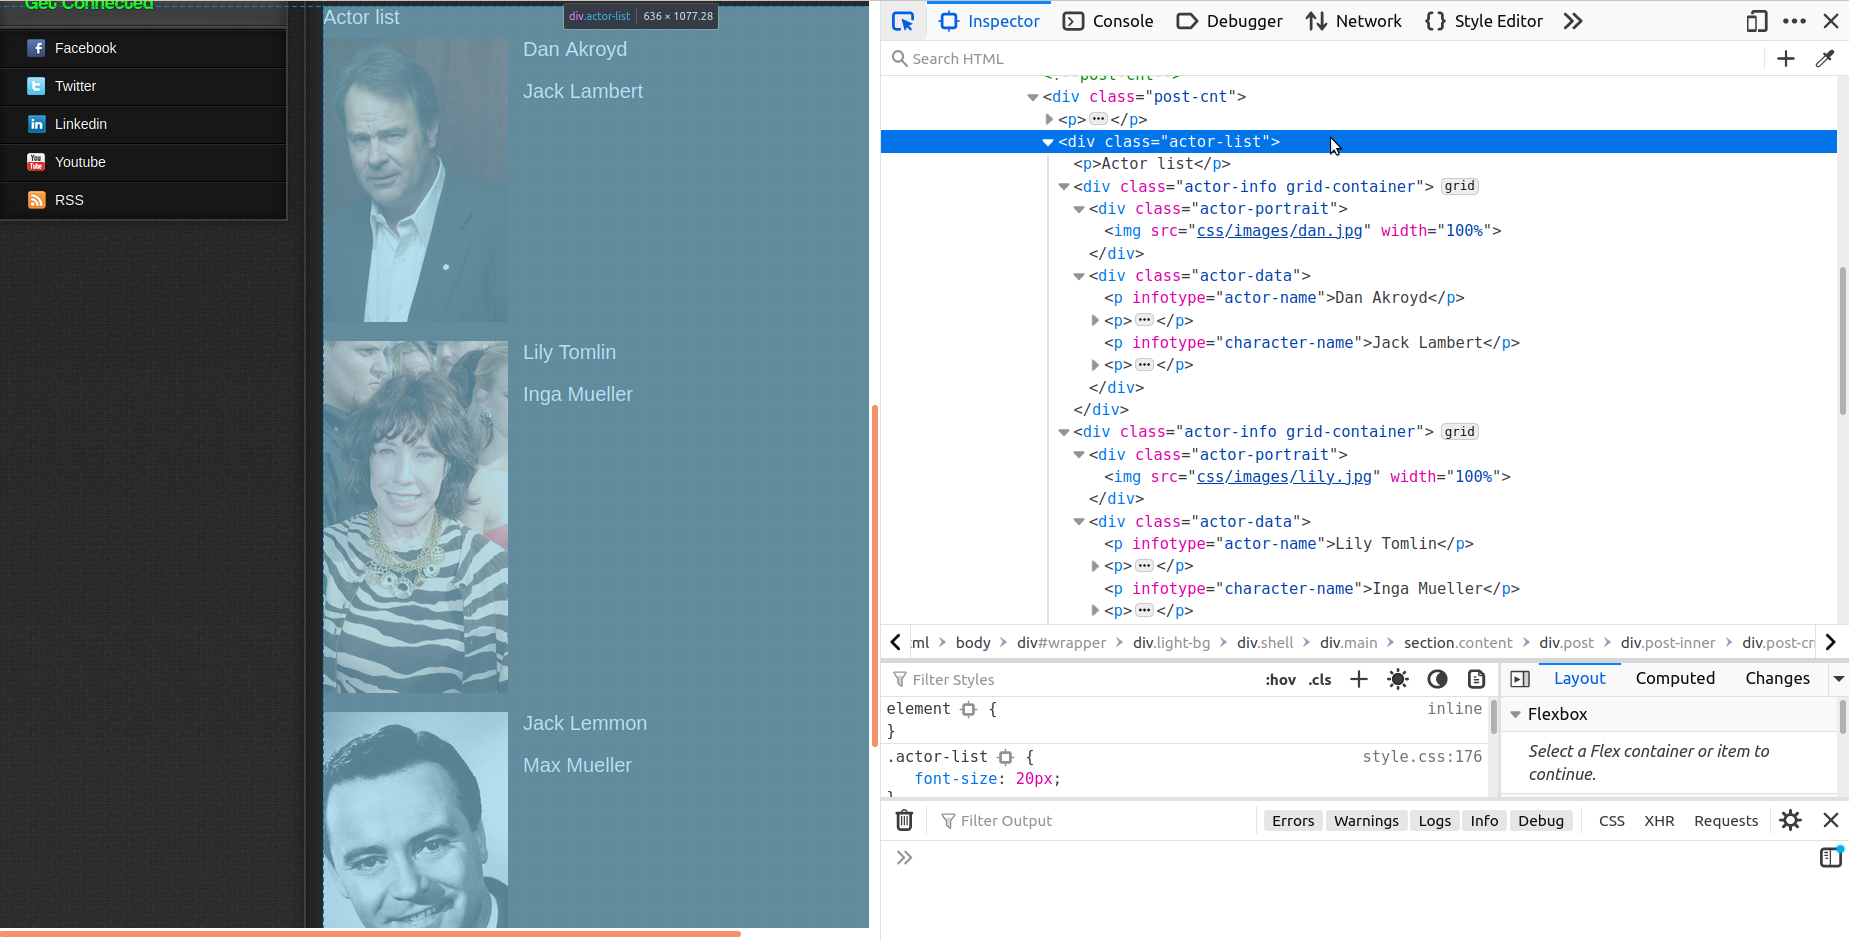 Get Connected
Facebook
Twitter
Linkedin
You Tube
Youtube
RSS
Actor list
div.actor-list 636 × 1077.28
Dan Akroyd
Jack Lambert
Lily Tomlin
Inga Mueller
Jack Lemmon
Max Mueller
Inspector Console Debugger Network Style Editor
Search HTML
<!--post-cnt-->
<div class="post-cnt">
<p>⋯</p>
<div class="actor-list">
<p>Actor list</p>
<div class="actor-info grid-container"> grid
<div class="actor-portrait">
<img src="css/images/dan.jpg" width="100%">
</div>
<div class="actor-data">
<p infotype="actor-name">Dan Akroyd</p>
<p>⋯</p>
<p infotype="character-name">Jack Lambert</p>
<p>⋯</p>
</div>
</div>
<div class="actor-info grid-container"> grid
<div class="actor-portrait">
<img src="css/images/lily.jpg" width="100%">
</div>
<div class="actor-data">
<p infotype="actor-name">Lily Tomlin</p>
<p>⋯</p>
<p infotype="character-name">Inga Mueller</p>
<p>⋯</p>
ml > body > div#wrapper > div.light-bg > div.shell > div.main > section.content > div.post > div.post-inner > div.post-cn
Filter Styles :hov .cls +
Layout Computed Changes
element { inline
}
.actor-list { style.css:176
font-size: 20px;
}
Flexbox
Select a Flex container or item to
continue.
Filter Output Errors Warnings Logs Info Debug CSS XHR Requests